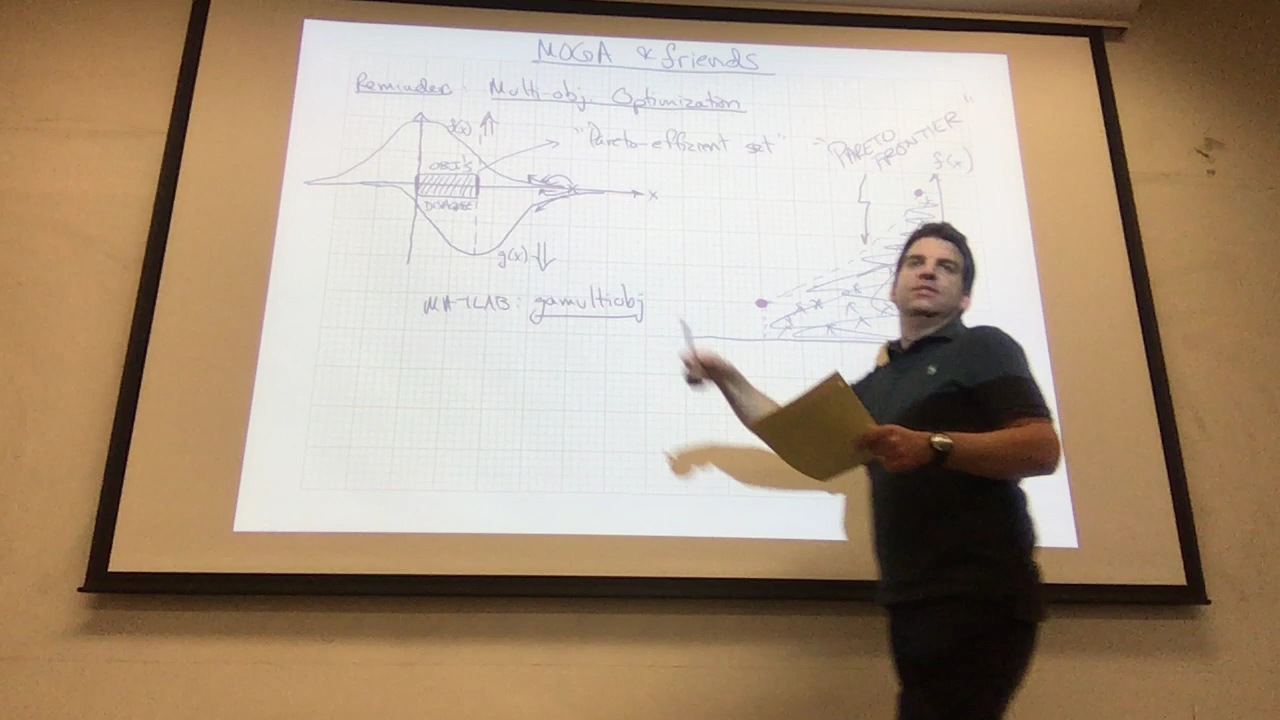 MOGA & friends
Reminder: Multi-obj. Optimization
f(x)
"Pareto-efficient set"
"PARETO
FRONTIER"
f(x)
OBJ'S
DISAGREE
x
g(x)
MATLAB: gamultiobj